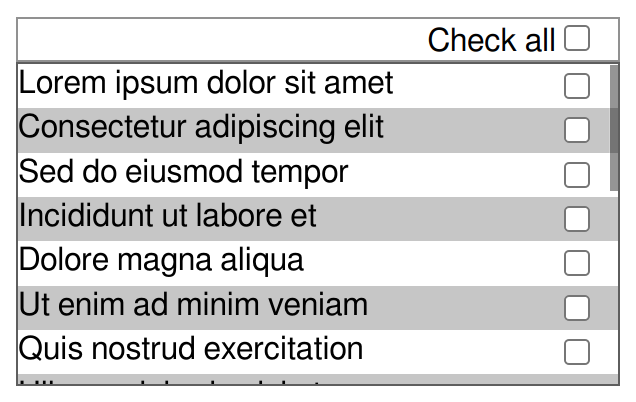 Check all
Lorem ipsum dolor sit amet
Consectetur adipiscing elit
Sed do eiusmod tempor
Incididunt ut labore et
Dolore magna aliqua
Ut enim ad minim veniam
Quis nostrud exercitation